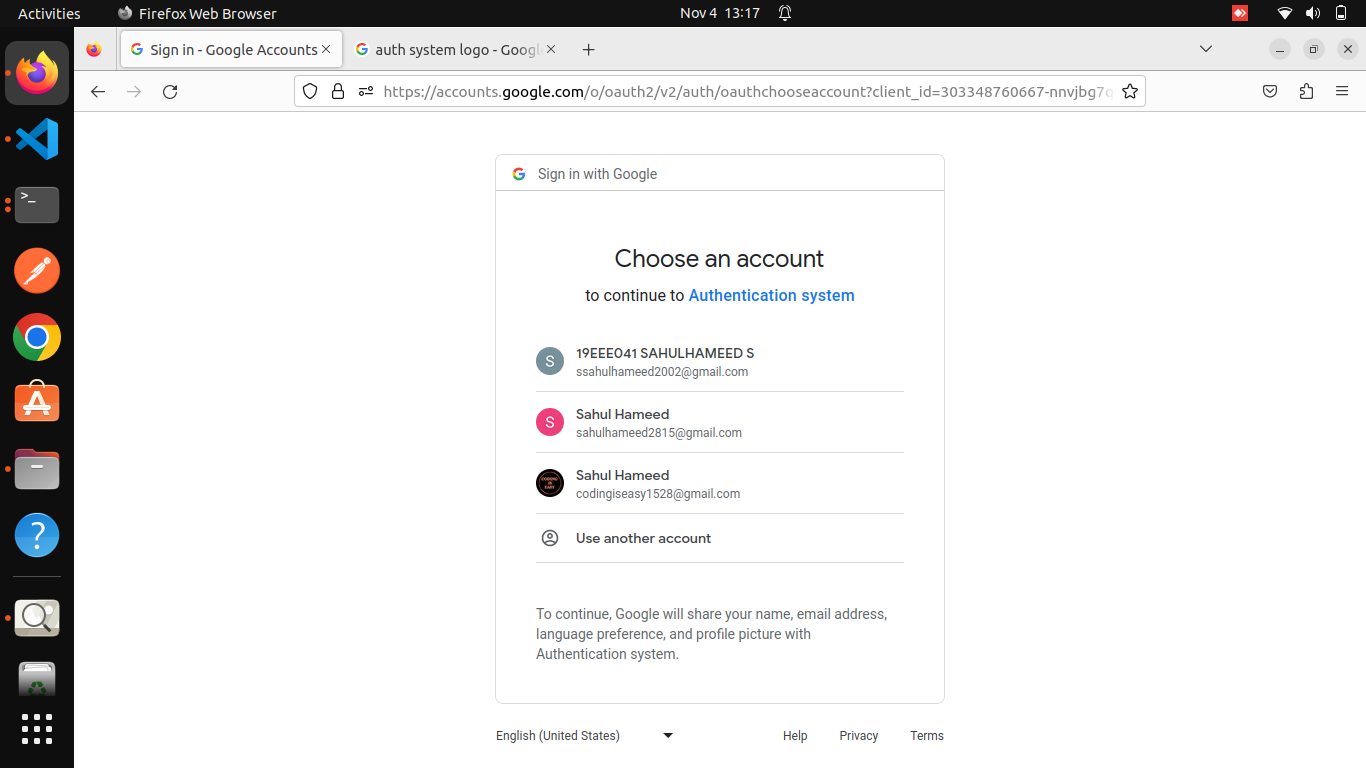 Activities Firefox Web Browser Nov 4 13:17
Sign in - Google Accounts auth system logo - Googl
https://accounts.google.com/o/oauth2/v2/auth/oauthchooseaccount?client_id=303348760667-nnvjbg7q
Sign in with Google
Choose an account
to continue to Authentication system
S 19EEE041 SAHULHAMEED S
ssahulhameed2002@gmail.com
S Sahul Hameed
sahulhameed2815@gmail.com
Sahul Hameed
codingiseasy1528@gmail.com
Use another account
To continue, Google will share your name, email address,
language preference, and profile picture with
Authentication system.
English (United States) Help Privacy Terms